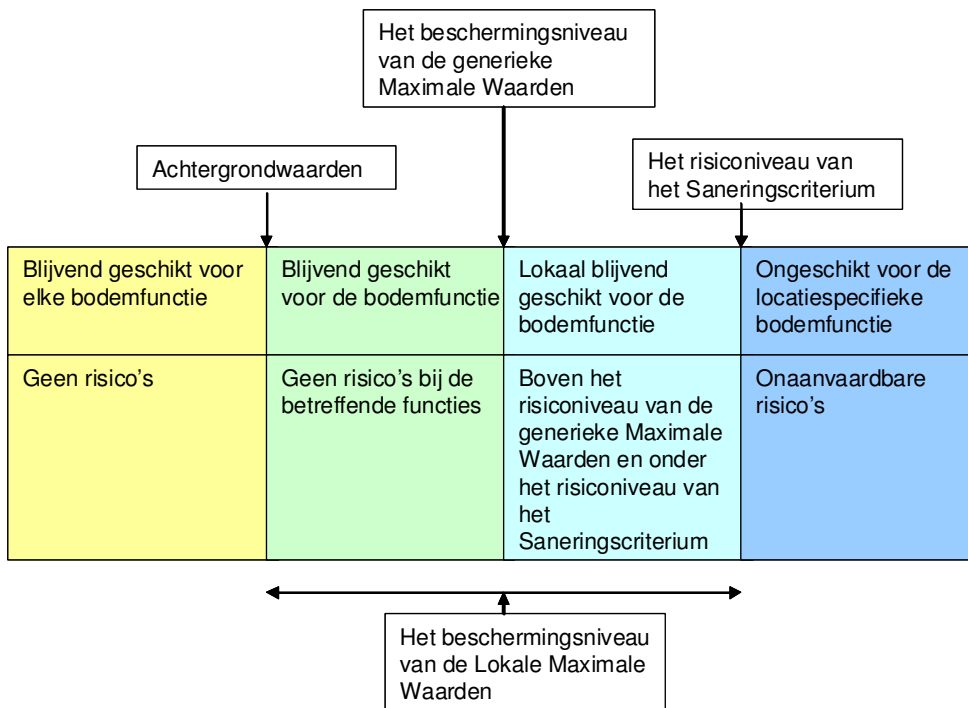 Het beschermingsniveau
van de generieke
Maximale Waarden
Achtergrondwaarden
Het risiconiveau van
het Saneringscriterium
Blijvend geschikt voor
elke bodemfunctie
Blijvend geschikt
voor de bodemfunctie
Lokaal blijvend
geschikt voor de
bodemfunctie
Ongeschikt voor de
locatiespecifieke
bodemfunctie
Geen risico’s
Geen risico’s bij de
betreffende functies
Boven het
risiconiveau van de
generieke Maximale
Waarden en onder
het risiconiveau van
het
Saneringscriterium
Onaanvaardbare
risico’s
Het beschermingsniveau
van de Lokale Maximale
Waarden